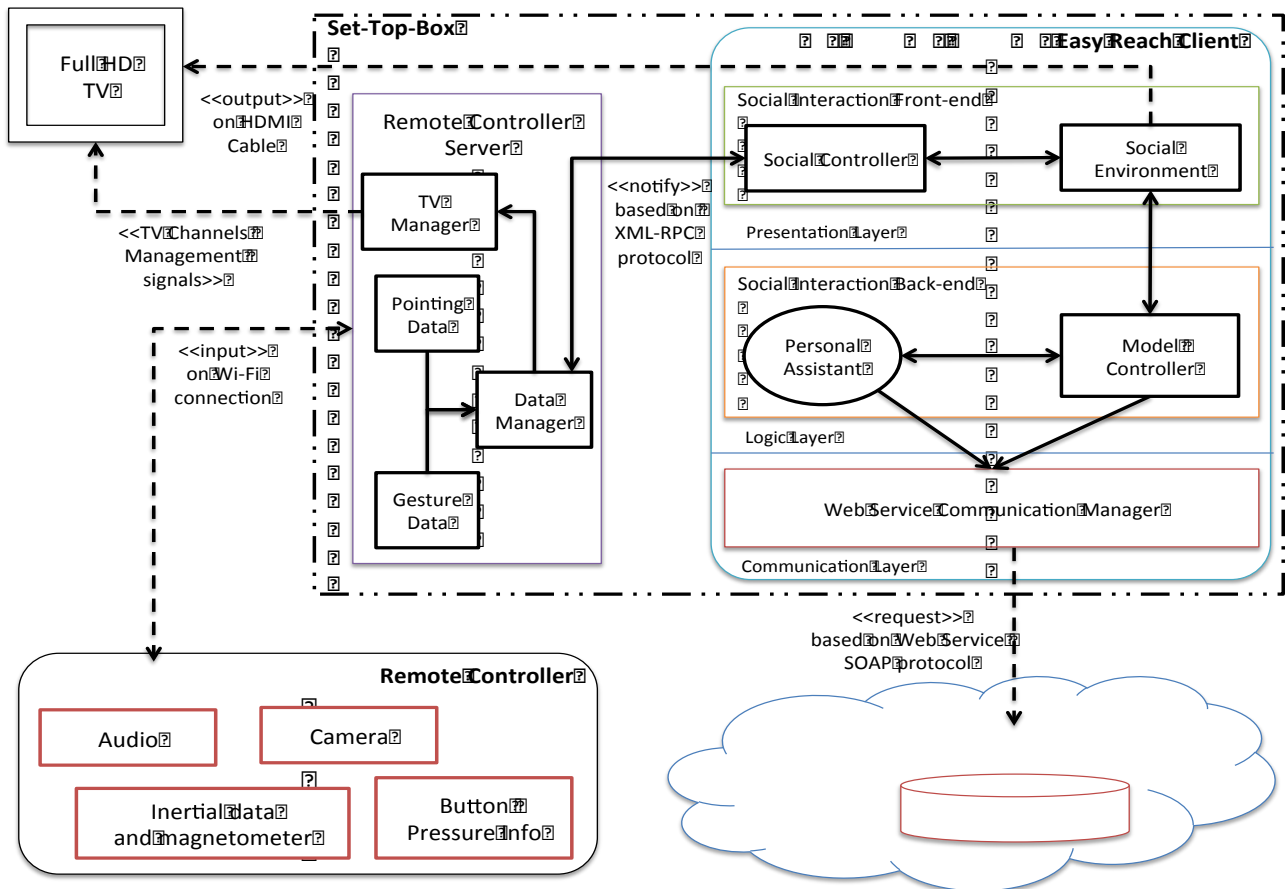 Set-Top-Box
Easy Reach Client
Full HD
TV
<<output>>
on HDMI
Cable
Remote Controller
Server
TV
Manager
<<TV Channels
Management
signals>>
Pointing
Data
<<input>>
on Wi-Fi
connection
Data
Manager
Gesture
Data
<<notify>>
based on
XML-RPC
protocol
Social Interaction Front-end
Social Controller
Social
Environment
Presentation Layer
Social Interaction Back-end
Personal
Assistant
Model
Controller
Logic Layer
Web Service Communication Manager
Communication Layer
<<request>>
based on Web Service
SOAP protocol
Remote Controller
Audio
Camera
Inertial data
and magnetometer
Button
Pressure Info